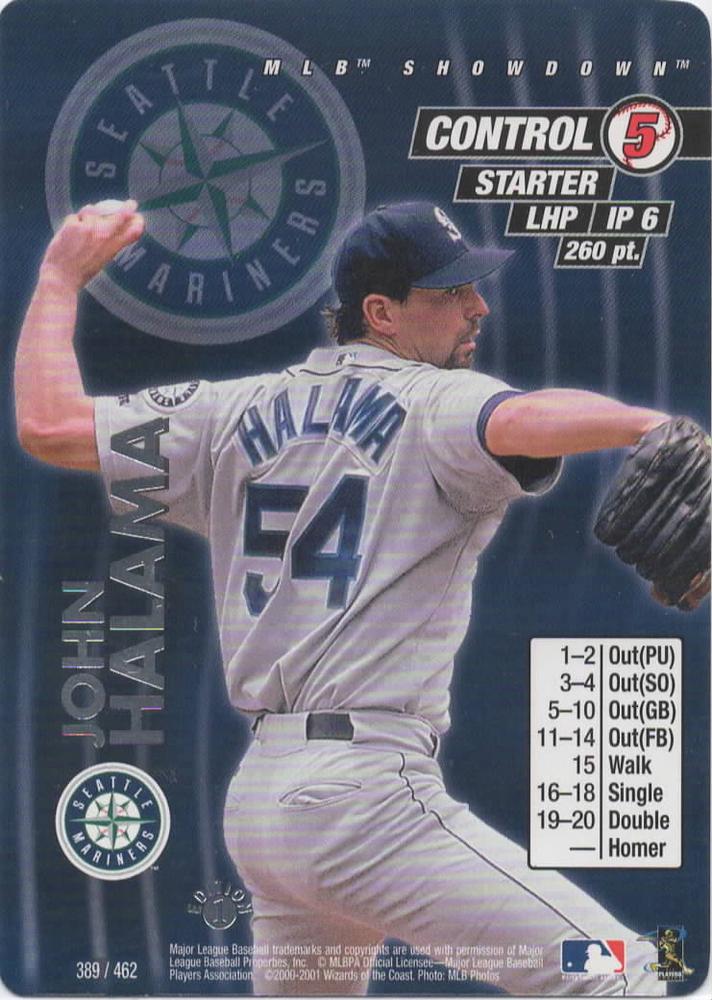 MLB™ SHOWDOWN™
SEATTLE
MARINERS
CONTROL 5
STARTER
LHP IP 6
260 pt.
HALAMA
54
JOHN
HALAMA
1–2 Out(PU)
3–4 Out(SO)
5–10 Out(GB)
11–14 Out(FB)
15 Walk
16–18 Single
19–20 Double
— Homer
SEATTLE
MARINERS™
EDITION
1
389 / 462
Major League Baseball trademarks and copyrights are used with permission of Major
League Baseball Properties, Inc. © MLBPA Official Licensee—Major League Baseball
Players Association. ©2000-2001 Wizards of the Coast. Photo: MLB Photos